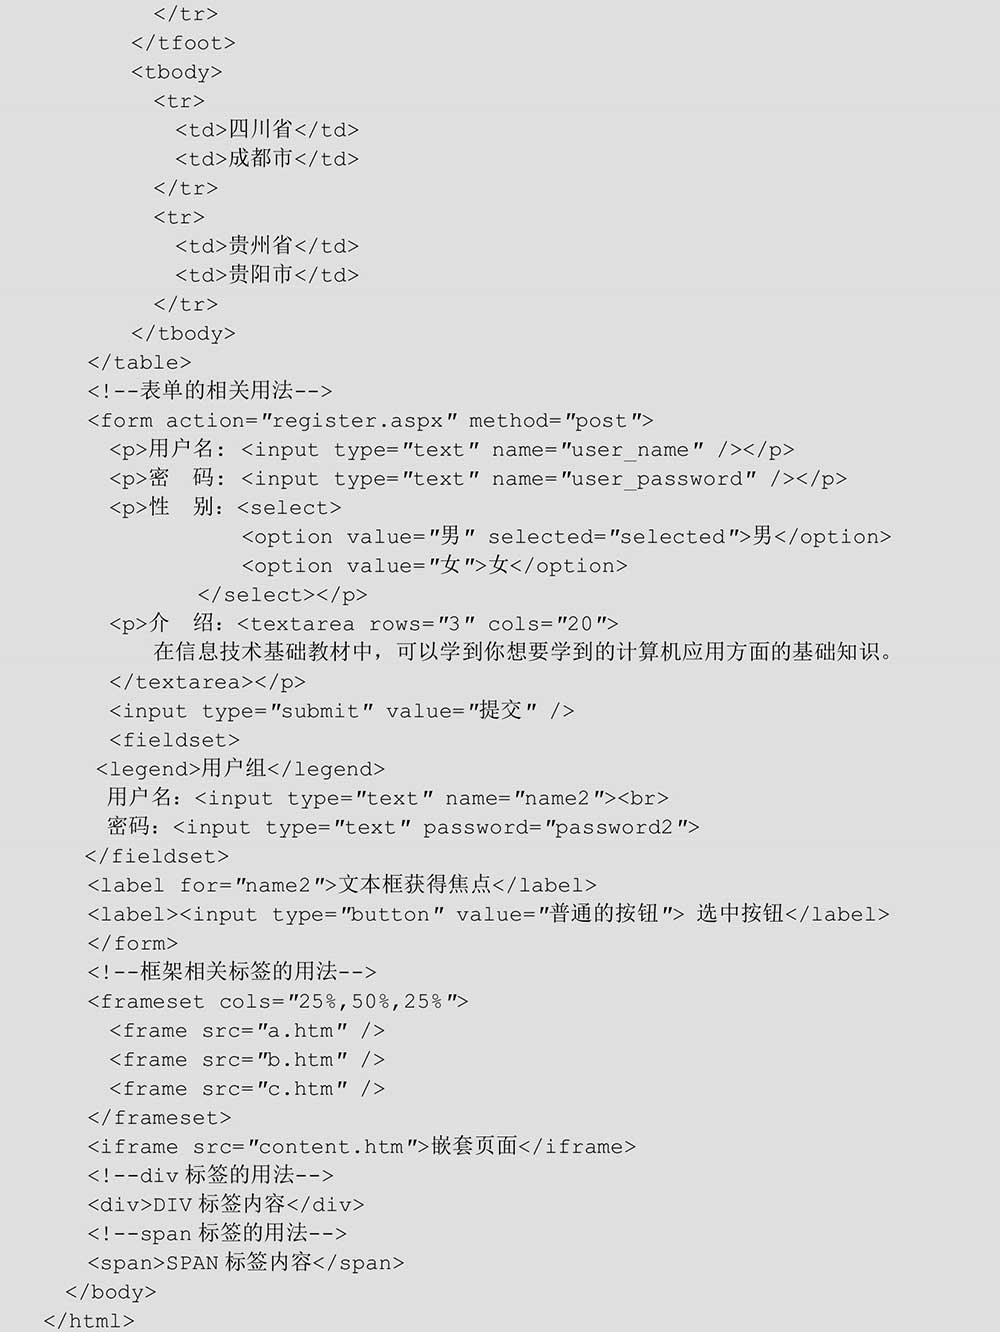 </tr>
</tfoot>
<tbody>
<tr>
<td>四川省</td>
<td>成都市</td>
</tr>
<tr>
<td>贵州省</td>
<td>贵阳市</td>
</tr>
</tbody>
</table>
<!--表单的相关用法-->
<form action="register.aspx" method="post">
<p>用户名: <input type="text" name="user_name" /></p>
<p>密　码: <input type="text" name="user_password" /></p>
<p>性　别: <select>
<option value="男" selected="selected">男</option>
<option value="女">女</option>
</select></p>
<p>介　绍: <textarea rows="3" cols="20">
在信息技术基础教材中，可以学到你想要学到的计算机应用方面的基础知识。
</textarea></p>
<input type="submit" value="提交" />
<fieldset>
<legend>用户组</legend>
用户名: <input type="text" name="name2"><br>
密码: <input type="text" password="password2">
</fieldset>
<label for="name2">文本框获得焦点</label>
<label><input type="button" value="普通的按钮"> 选中按钮</label>
</form>
<!--框架相关标签的用法-->
<frameset cols="25%,50%,25%">
<frame src="a.htm" />
<frame src="b.htm" />
<frame src="c.htm" />
</frameset>
<iframe src="content.htm">嵌套页面</iframe>
<!--div 标签的用法-->
<div>DIV 标签内容</div>
<!--span 标签的用法-->
<span>SPAN 标签内容</span>
</body>
</html>